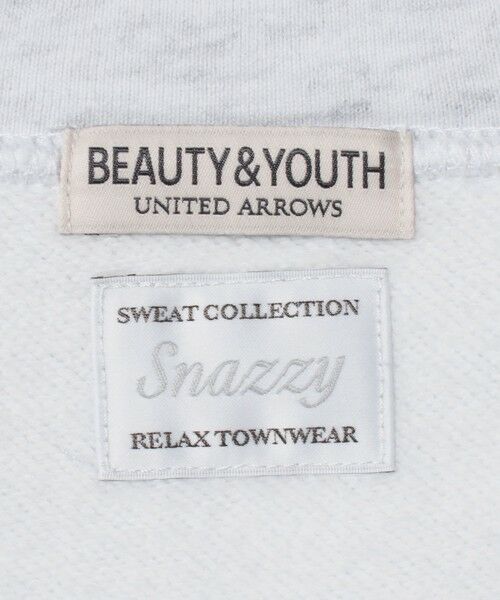 BEAUTY&YOUTH
UNITED ARROWS
SWEAT COLLECTION
Snazzy
RELAX TOWNWEAR